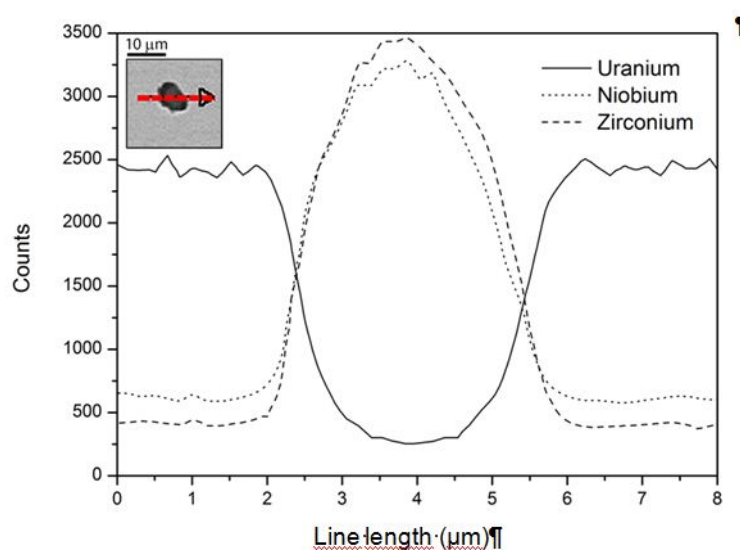 ¶
3500
10 µm
3000
Uranium
Niobium
Zirconium
2500
2000
Counts
1500
1000
500
0
0 1 2 3 4 5 6 7 8
Line·length·(µm)¶